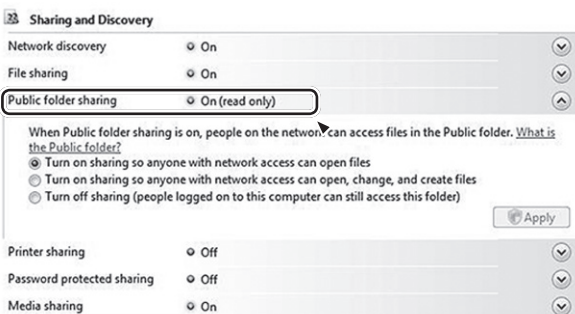 Sharing and Discovery
Network discovery On
File sharing On
Public folder sharing On (read only)
When Public folder sharing is on, people on the network can access files in the Public folder. What is
the Public folder?
Turn on sharing so anyone with network access can open files
Turn on sharing so anyone with network access can open, change, and create files
Turn off sharing (people logged on to this computer can still access this folder)
Apply
Printer sharing Off
Password protected sharing Off
Media sharing On